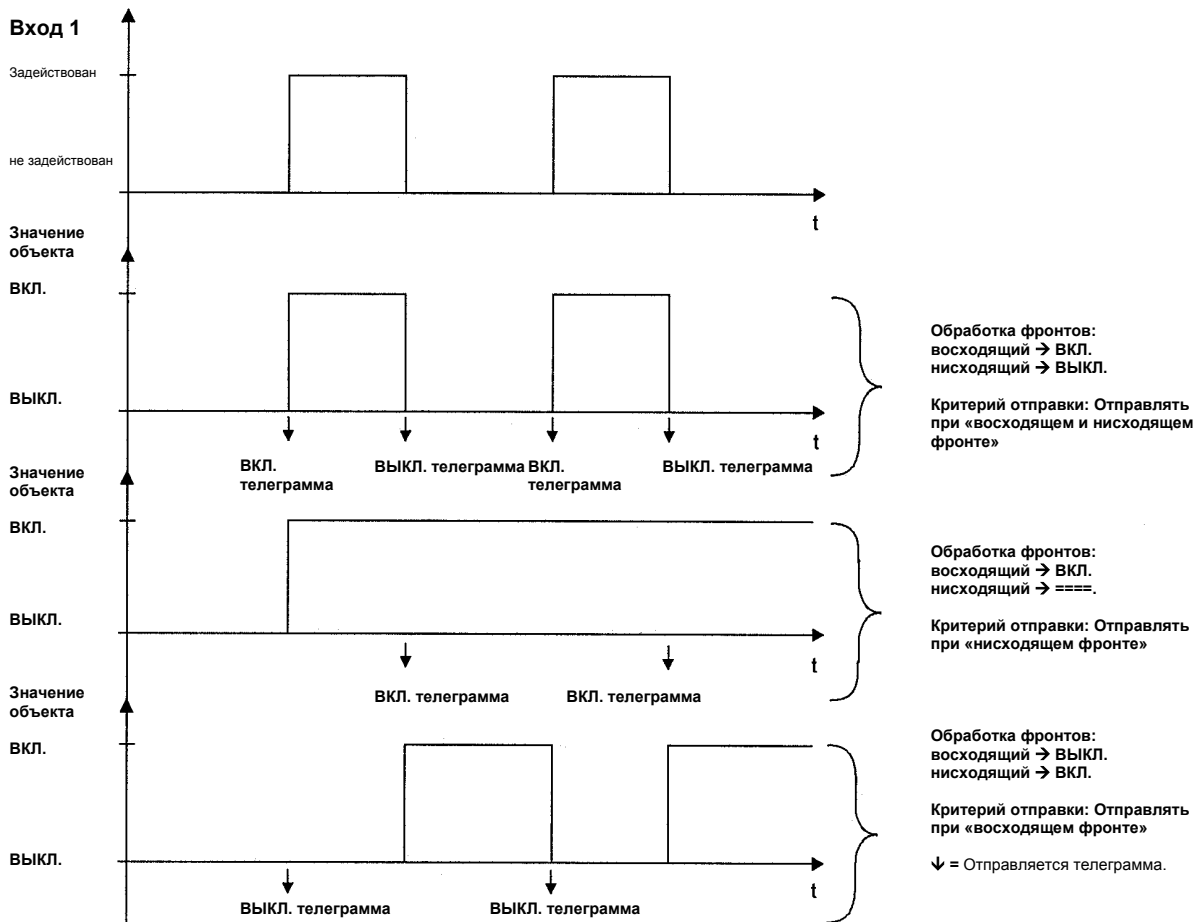 Вход 1
Задействован
не задействован
t
Значение
объекта
ВКЛ.
ВЫКЛ.
t
ВКЛ.
телеграмма
ВЫКЛ. телеграмма
ВКЛ.
телеграмма
ВЫКЛ. телеграмма
Обработка фронтов:
восходящий → ВКЛ.
нисходящий → ВЫКЛ.
Критерий отправки: Отправлять
при «восходящем и нисходящем
фронте»
Значение
объекта
ВКЛ.
ВЫКЛ.
t
ВКЛ. телеграмма
ВКЛ. телеграмма
Обработка фронтов:
восходящий → ВКЛ.
нисходящий → ====.
Критерий отправки: Отправлять
при «нисходящем фронте»
Значение
объекта
ВКЛ.
ВЫКЛ.
t
ВЫКЛ. телеграмма
ВЫКЛ. телеграмма
Обработка фронтов:
восходящий → ВЫКЛ.
нисходящий → ВКЛ.
Критерий отправки: Отправлять
при «восходящем фронте»
↓ = Отправляется телеграмма.